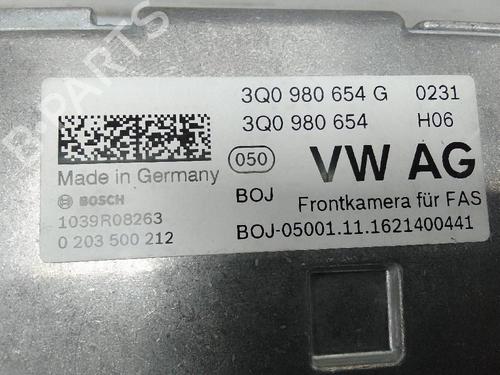 3Q0 980 654 G 0231
3Q0 980 654 H06
050 VW AG
Made in Germany
BOSCH
BOJ Frontkamera für FAS
1039R08263
0 203 500 212
BOJ-05001.11.1621400441
B-PARTS